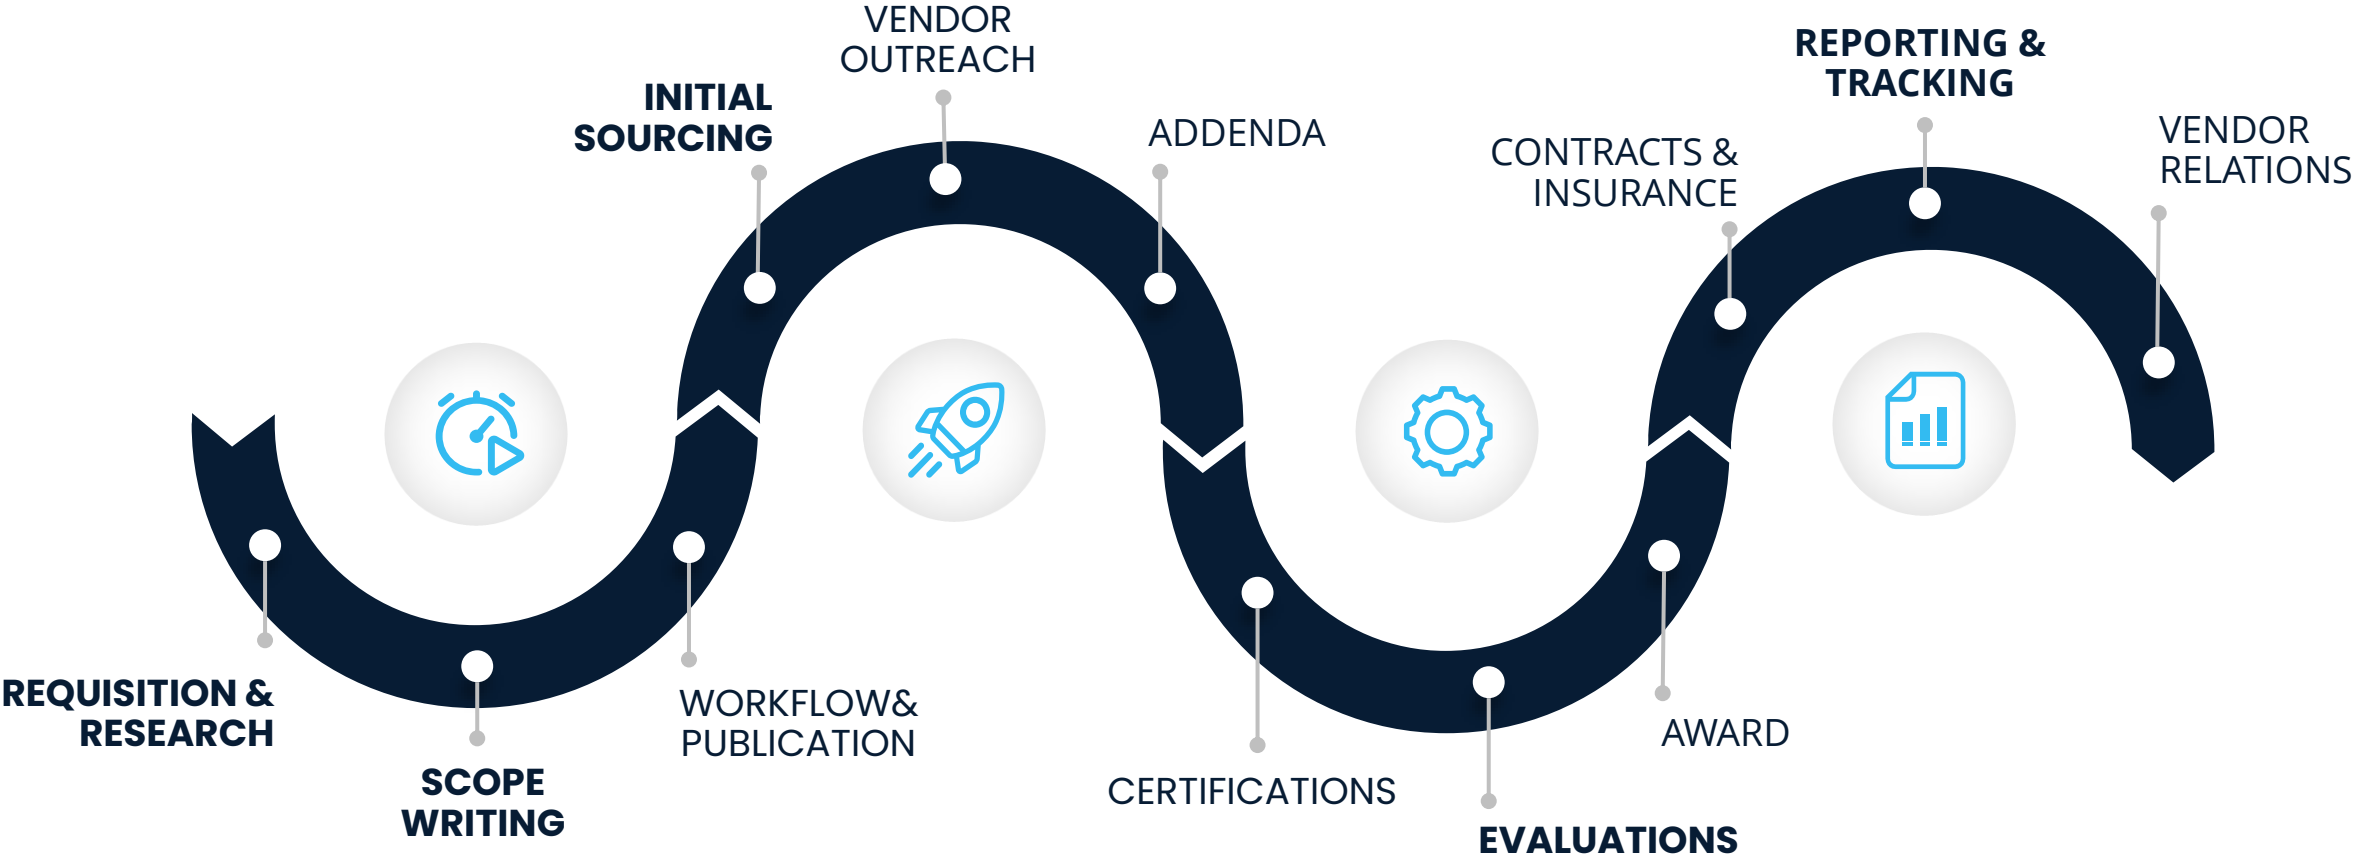 REQUISITION &
RESEARCH
SCOPE
WRITING
WORKFLOW&
PUBLICATION
INITIAL
SOURCING
VENDOR
OUTREACH
ADDENDA
CERTIFICATIONS
EVALUATIONS
AWARD
CONTRACTS &
INSURANCE
REPORTING &
TRACKING
VENDOR
RELATIONS